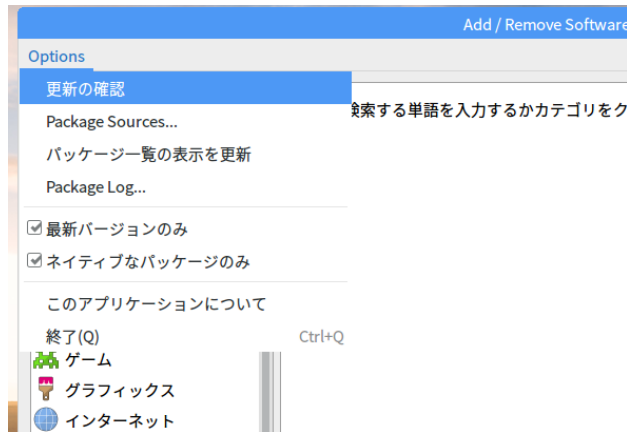 Add / Remove Software
Options
更新の確認
検索する単語を入力するかカテゴリをク
Package Sources...
パッケージ一覧の表示を更新
Package Log...
最新バージョンのみ
ネイティブなパッケージのみ
このアプリケーションについて
終了(Q) Ctrl+Q
ゲーム
グラフィックス
インターネット